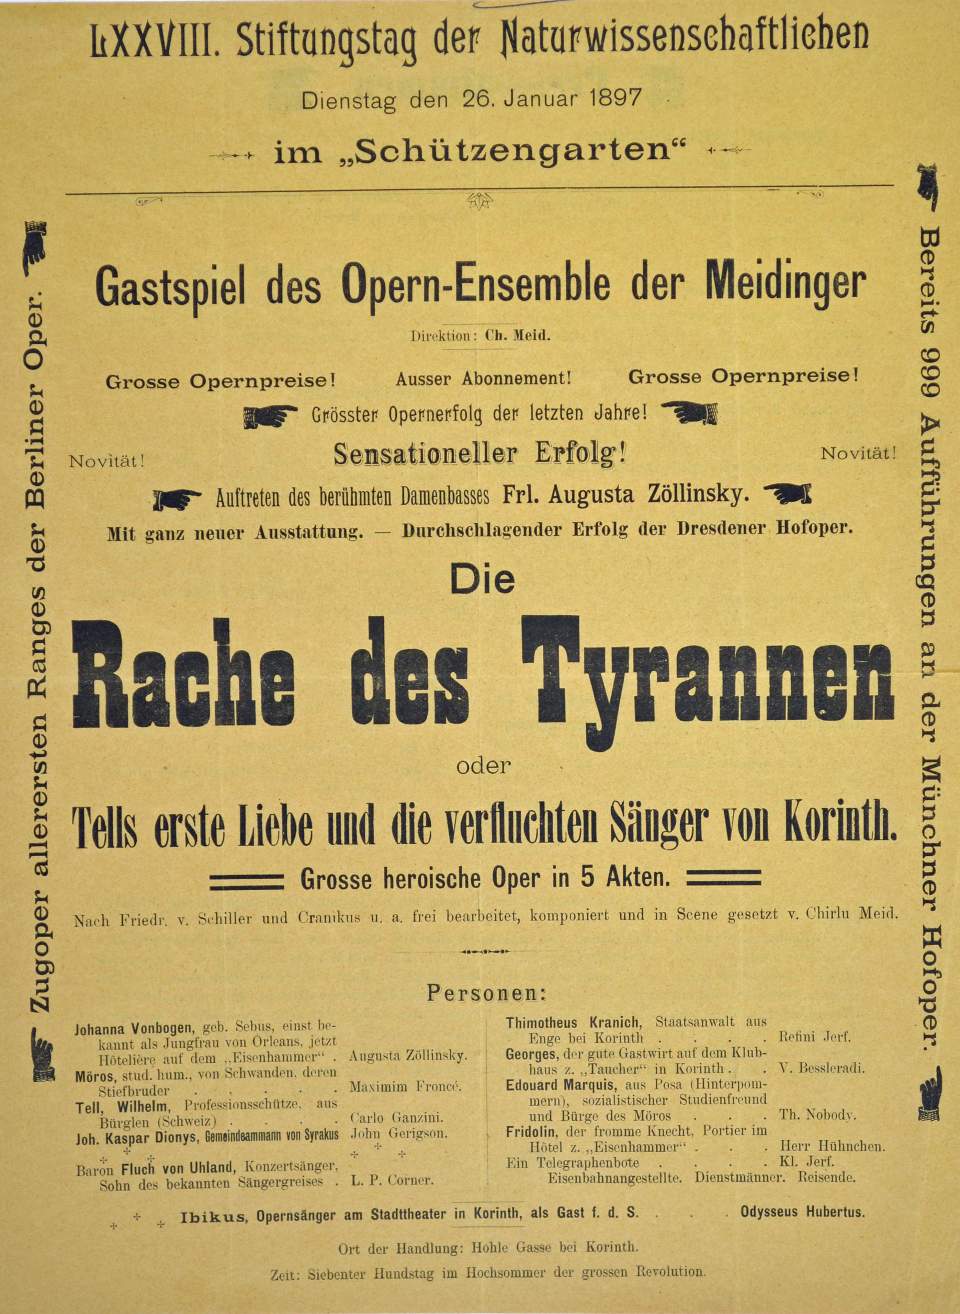 LXXVIII. Stiftungstag der Naturwissenschaftlichen
Dienstag den 26. Januar 1897
im „Schützengarten“
Gastspiel des Opern-Ensemble der Meidinger
Direktion: Ch. Meid.
Grosse Opernpreise! Ausser Abonnement! Grosse Opernpreise!
Grösster Opernerfolg der letzten Jahre!
Novität! Sensationeller Erfolg! Novität!
Auftreten des berühmten Damenbasses Frl. Augusta Zöllinsky.
Mit ganz neuer Ausstattung. — Durchschlagender Erfolg der Dresdener Hofoper.
Die
Rache des Tyrannen
oder
Tells erste Liebe und die verfluchten Sänger von Korinth.
Grosse heroische Oper in 5 Akten.
Nach Friedr. v. Schiller und Cranikus u. a. frei bearbeitet, komponiert und in Scene gesetzt v. Chirlu Meid.
Zugoper allerersten Ranges der Berliner Oper.
Bereits 999 Aufführungen an der Münchner Hofoper.
Personen:
Johanna Vonbogen, geb. Sebus, einst be-
kannt als Jungfrau von Orleans, jetzt
Hôtelière auf dem „Eisenhammer“ . Augusta Zöllinsky.
Möros, stud. hum., von Schwanden, deren
Stiefbruder . . . . . Maximim Froncé.
Tell, Wilhelm, Professionsschütze, aus
Bürglen (Schweiz) . . . . Carlo Ganzini.
Joh. Kaspar Dionys, Gemeindeammann von Syrakus John Gerigson.
Baron Fluch von Uhland, Konzertsänger,
Sohn des bekannten Sängergreises . L. P. Corner.
Thimotheus Kranich, Staatsanwalt aus
Enge bei Korinth . . . . Refini Jerf.
Georges, der gute Gastwirt auf dem Klub-
haus z. „Taucher“ in Korinth . . V. Bessleradi.
Edouard Marquis, aus Posa (Hinterpom-
mern), sozialistischer Studienfreund
und Bürge des Möros . . . Th. Nobody.
Fridolin, der fromme Knecht, Portier im
Hôtel z. „Eisenhammer“ . . . Herr Hühnchen.
Ein Telegraphenbote . . . . Kl. Jerf.
Eisenbahnangestellte. Dienstmänner. Reisende.
Ibikus, Opernsänger am Stadttheater in Korinth, als Gast f. d. S. . . . Odysseus Hubertus.
Ort der Handlung: Hohle Gasse bei Korinth.
Zeit: Siebenter Hundstag im Hochsommer der grossen Revolution.